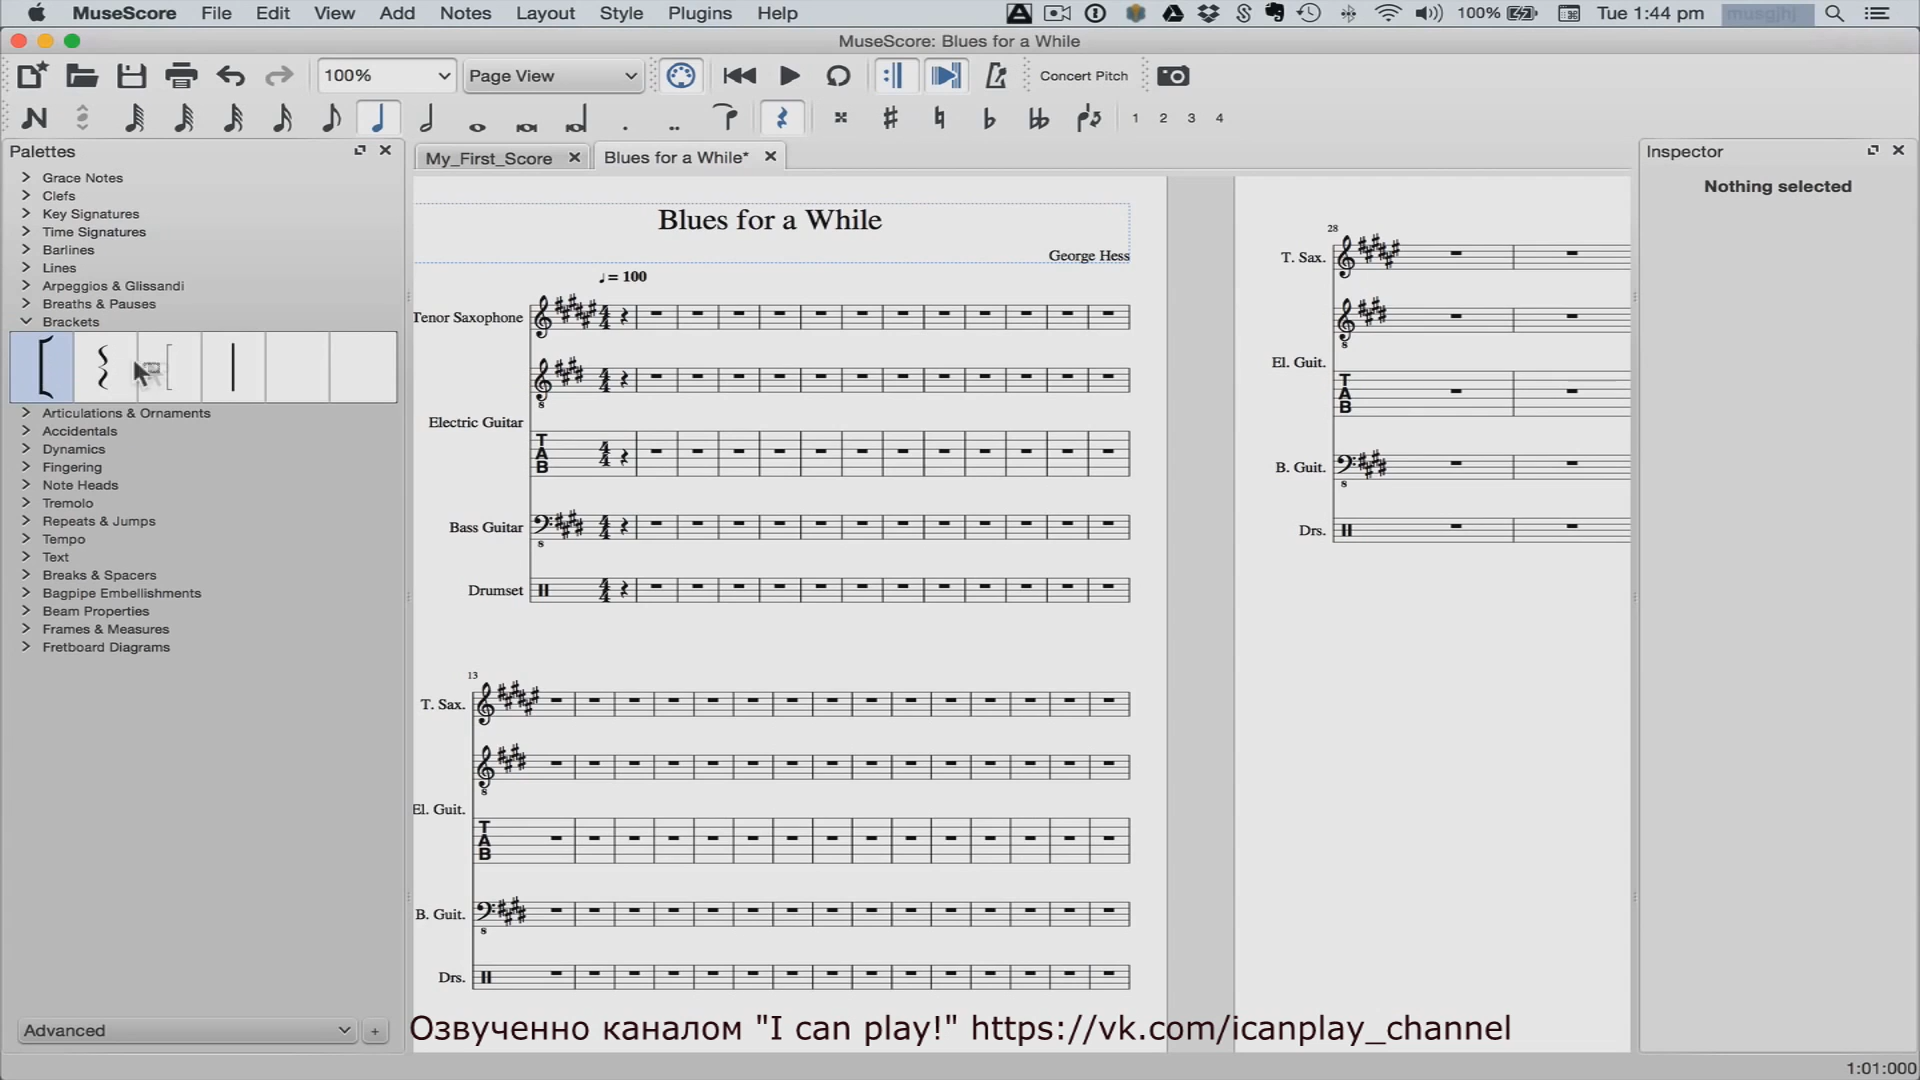 MuseScore File Edit View Add Notes Layout Style Plugins Help 100% Tue 1:44 pm
MuseScore: Blues for a While
100% Page View Concert Pitch
1 2 3 4
Palettes
My_First_Score Blues for a While*
Inspector
Nothing selected
Grace Notes
Clefs
Key Signatures
Time Signatures
Barlines
Lines
Arpeggios & Glissandi
Breaths & Pauses
Brackets
Articulations & Ornaments
Accidentals
Dynamics
Fingering
Note Heads
Tremolo
Repeats & Jumps
Tempo
Text
Breaks & Spacers
Bagpipe Embellishments
Beam Properties
Frames & Measures
Fretboard Diagrams
Advanced +
Blues for a While
George Hess
= 100
Tenor Saxophone
Electric Guitar
TAB
Bass Guitar
Drumset
13
T. Sax.
El. Guit.
TAB
B. Guit.
Drs.
28
T. Sax.
El. Guit.
TAB
B. Guit.
Drs.
Озвученно каналом "I can play!" https://vk.com/icanplay_channel
1:01:000